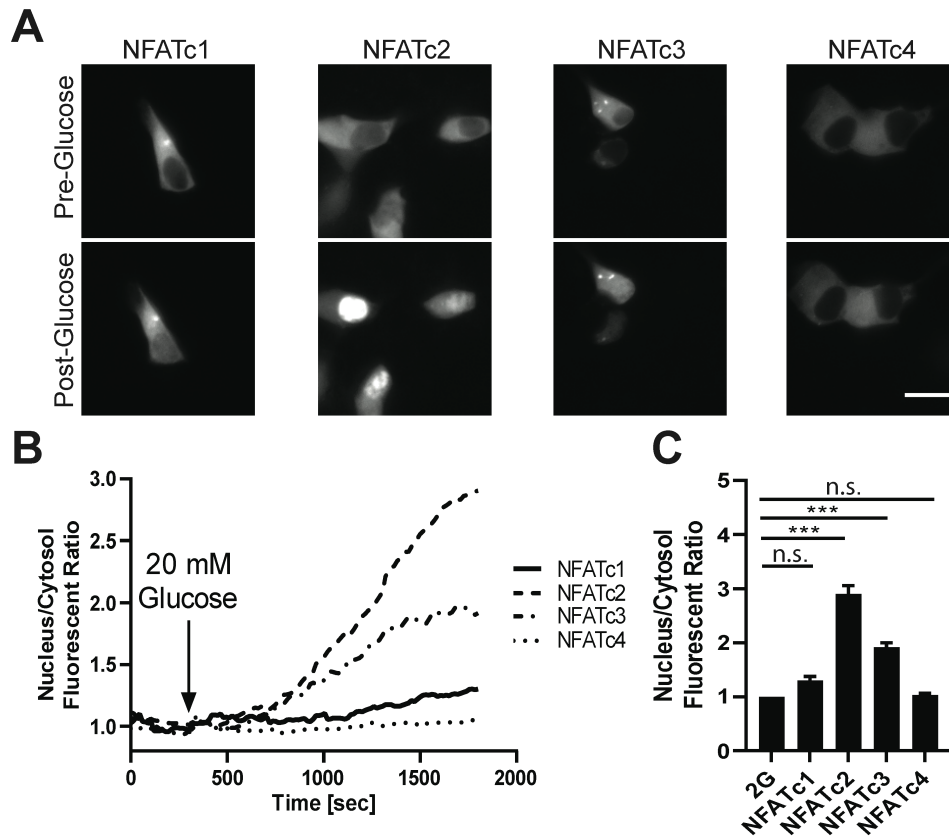 A
NFATc1 NFATc2 NFATc3 NFATc4
Pre-Glucose
Post-Glucose
B
Nucleus/Cytosol
Fluorescent Ratio
3.0
2.5
2.0
1.5
1.0
20 mM
Glucose
0 500 1000 1500 2000
Time [sec]
NFATc1
NFATc2
NFATc3
NFATc4
C
Nucleus/Cytosol
Fluorescent Ratio
5
4
3
2
1
0
n.s.
***
***
n.s.
2G NFATc1 NFATc2 NFATc3 NFATc4